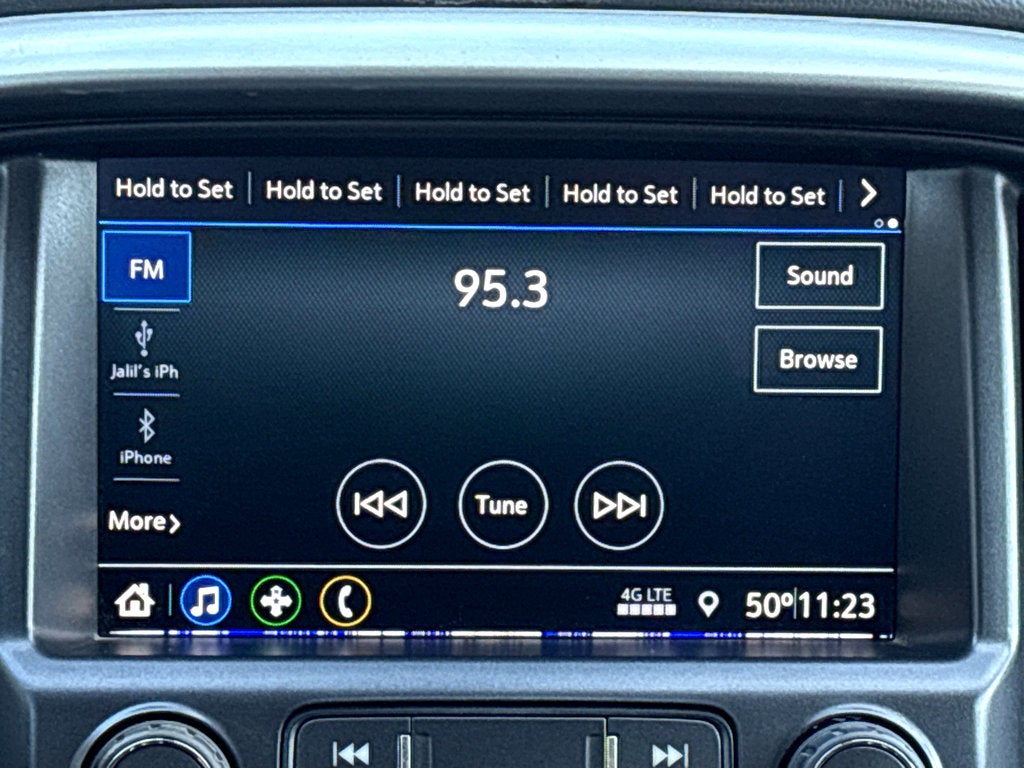 Hold to Set Hold to Set Hold to Set Hold to Set Hold to Set
FM
95.3
Sound
Jalil's iPh
Browse
iPhone
More
Tune
4G LTE
50º 11:23